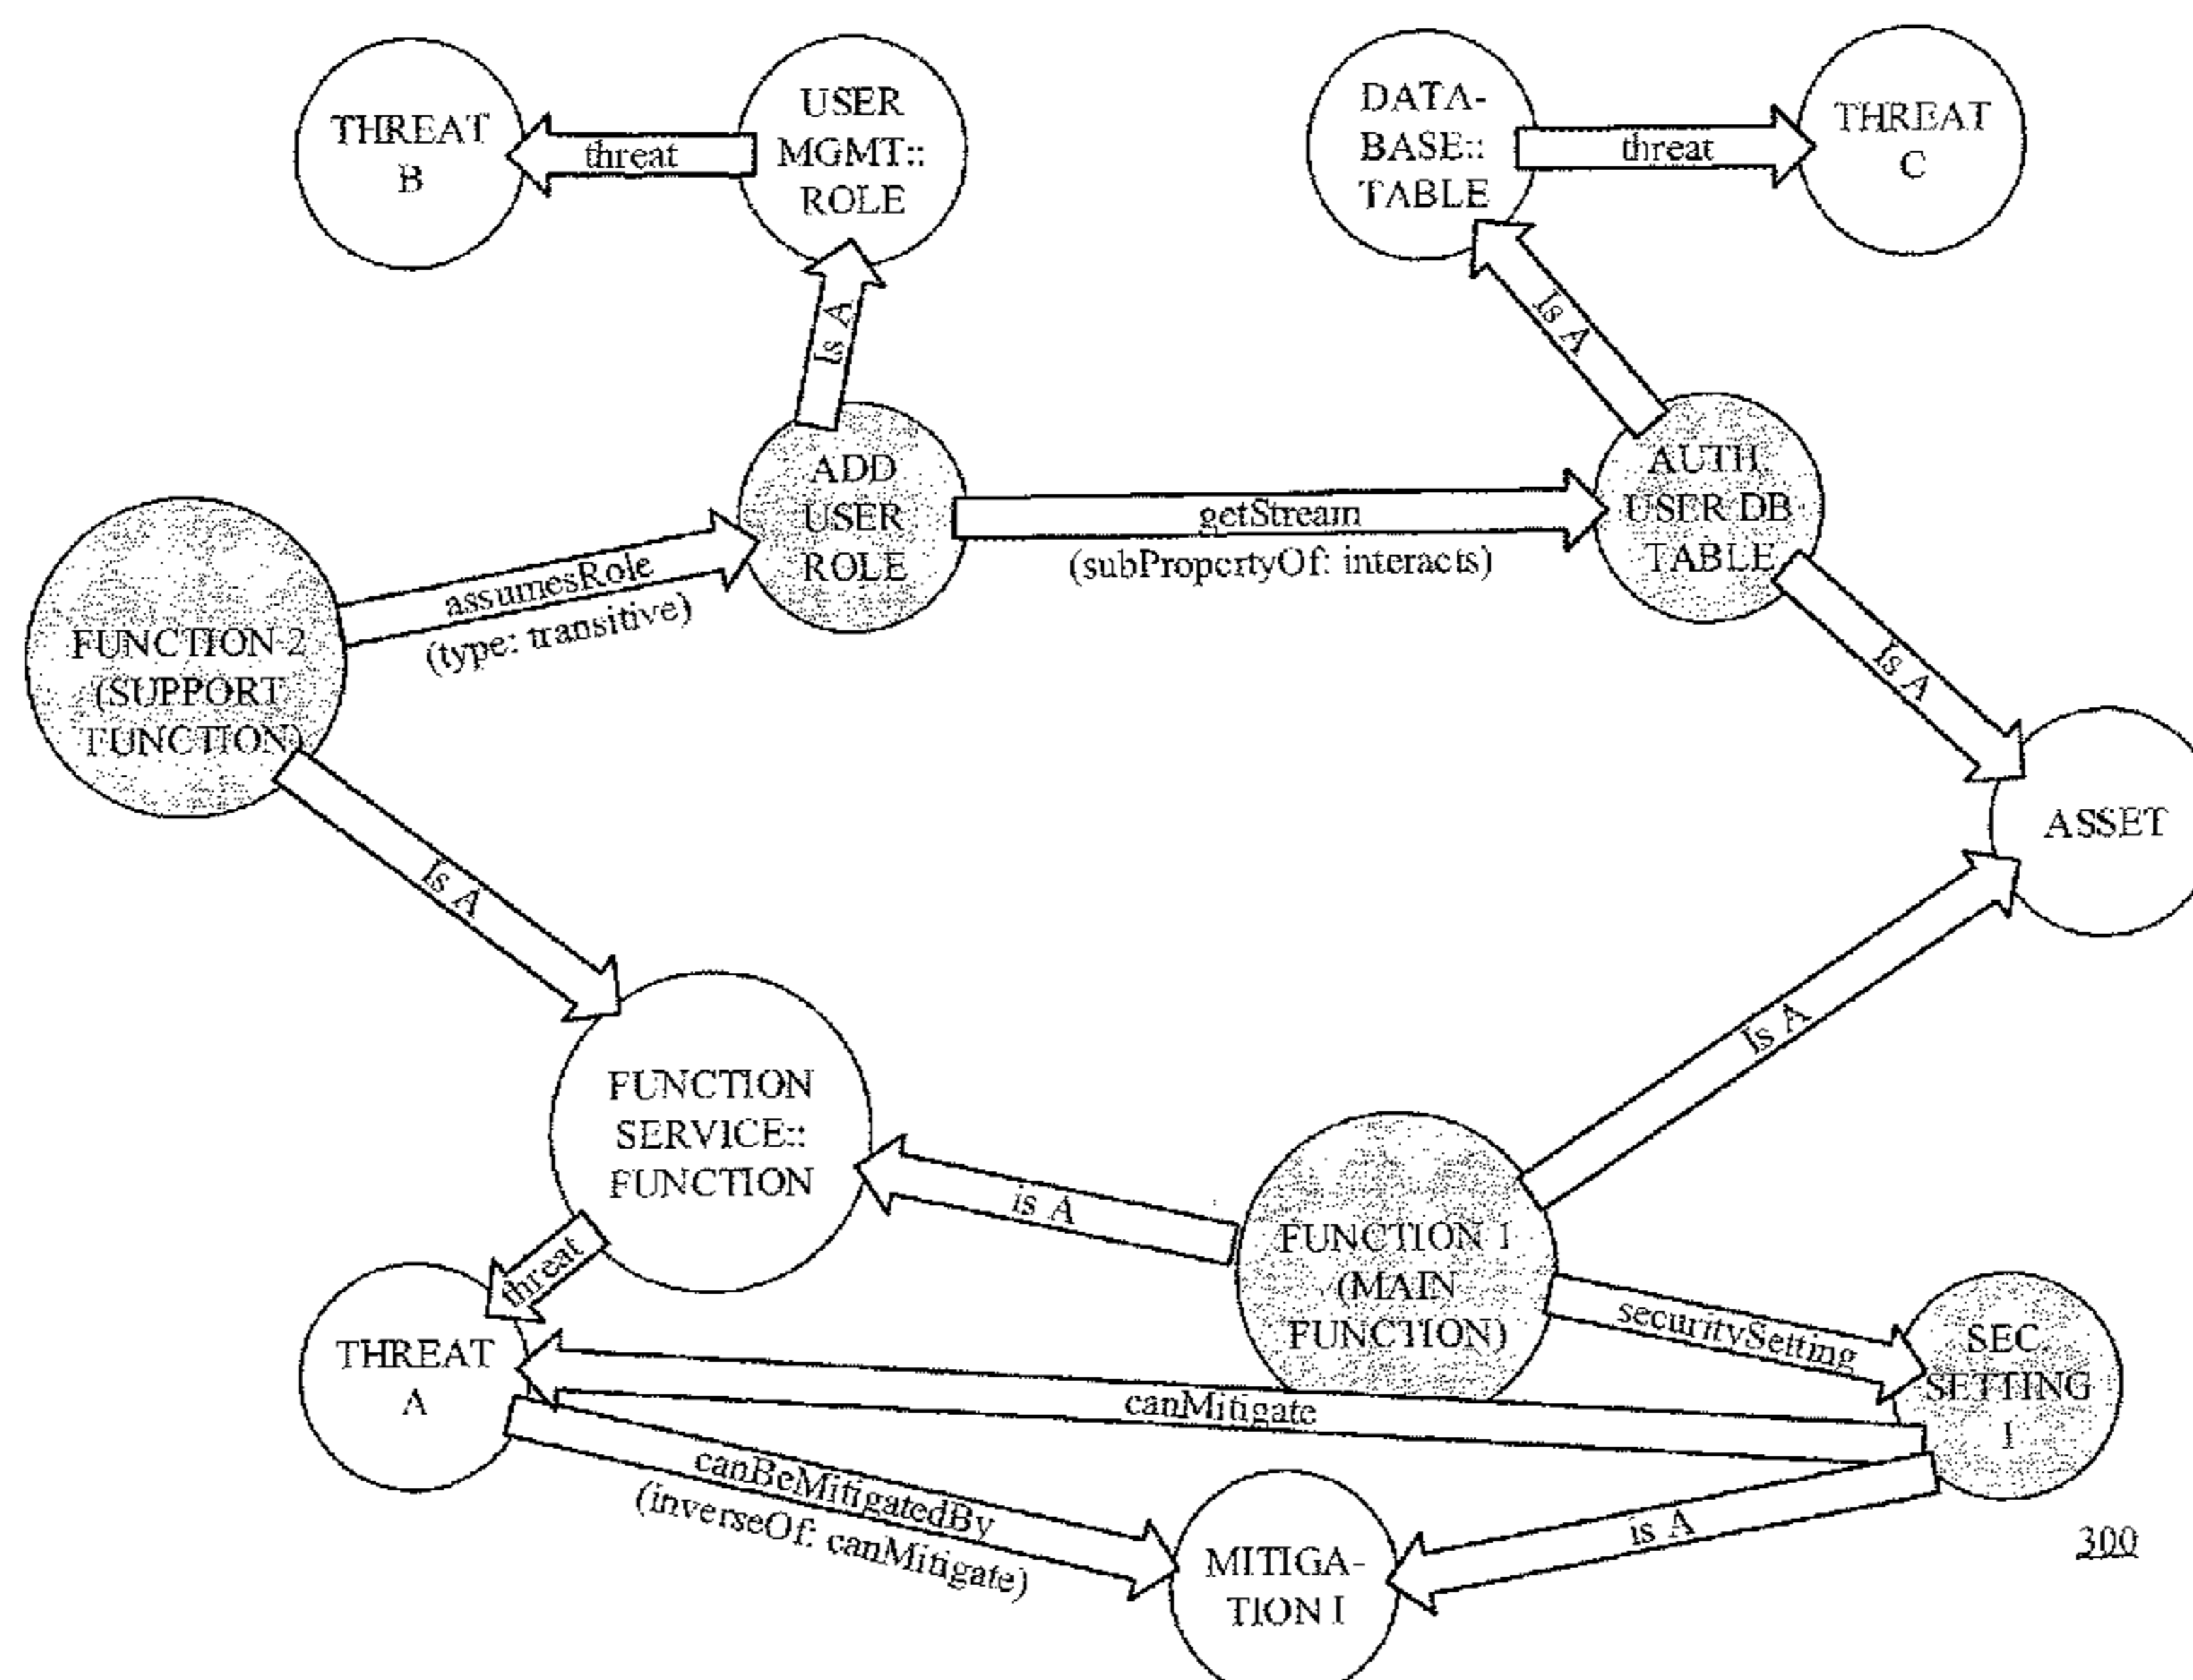 THREAT
B
threat
USER
MGMT::
ROLE
DATA-
BASE::
TABLE
threat
THREAT
C
Is A
Is A
ADD
USER
ROLE
getStream
(subPropertyOf: interacts)
AUTH.
USER DB
TABLE
assumesRole
(type: transitive)
FUNCTION 2
(SUPPORT
FUNCTION)
Is A
ASSET
Is A
Is A
FUNCTION
SERVICE::
FUNCTION
is A
FUNCTION 1
(MAIN
FUNCTION)
threat
THREAT
A
securitySetting
SEC.
SETTING
1
canMitigate
canBeMitigatedBy
(inverseOf: canMitigate)
is A
MITIGA-
TION I
300